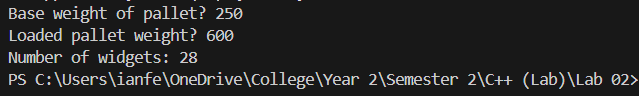 Base weight of pallet? 250
Loaded pallet weight? 600
Number of widgets: 28
PS C:\Users\ianfe\OneDrive\College\Year 2\Semester 2\C++ (Lab)\Lab 02>